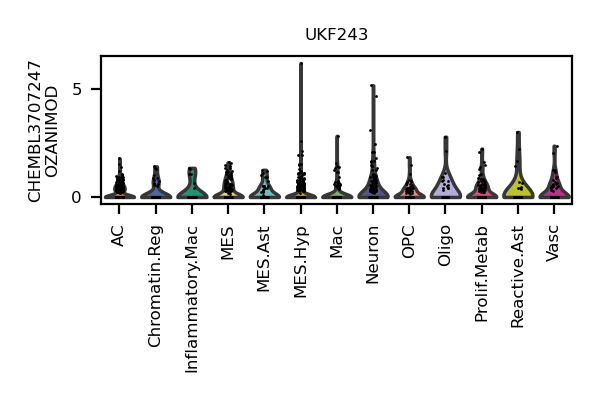 UKF243
CHEMBL3707247
OZANIMOD
5
0
AC
Chromatin.Reg
Inflammatory.Mac
MES
MES.Ast
MES.Hyp
Mac
Neuron
OPC
Oligo
Prolif.Metab
Reactive.Ast
Vasc